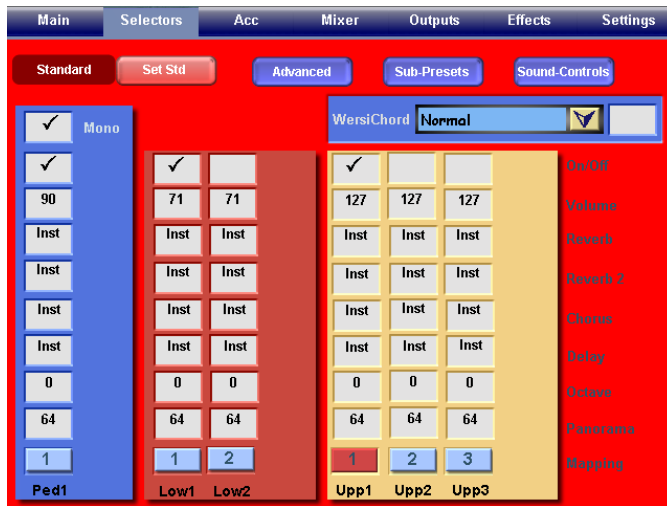 Main Selectors Acc Mixer Outputs Effects Settings
Standard Set Std Advanced Sub-Presets Sound-Controls
WersiChord Normal
✓ Mono
✓ ✓ ✓ On/Off
90 71 71 127 127 127 Volume
Inst Inst Inst Inst Inst Inst Reverb
Inst Inst Inst Inst Inst Inst Reverb 2
Inst Inst Inst Inst Inst Inst Chorus
Inst Inst Inst Inst Inst Inst Delay
0 0 0 0 0 0 Octave
64 64 64 64 64 64 Panorama
1 1 2 1 2 3 Mapping
Ped1 Low1 Low2 Upp1 Upp2 Upp3